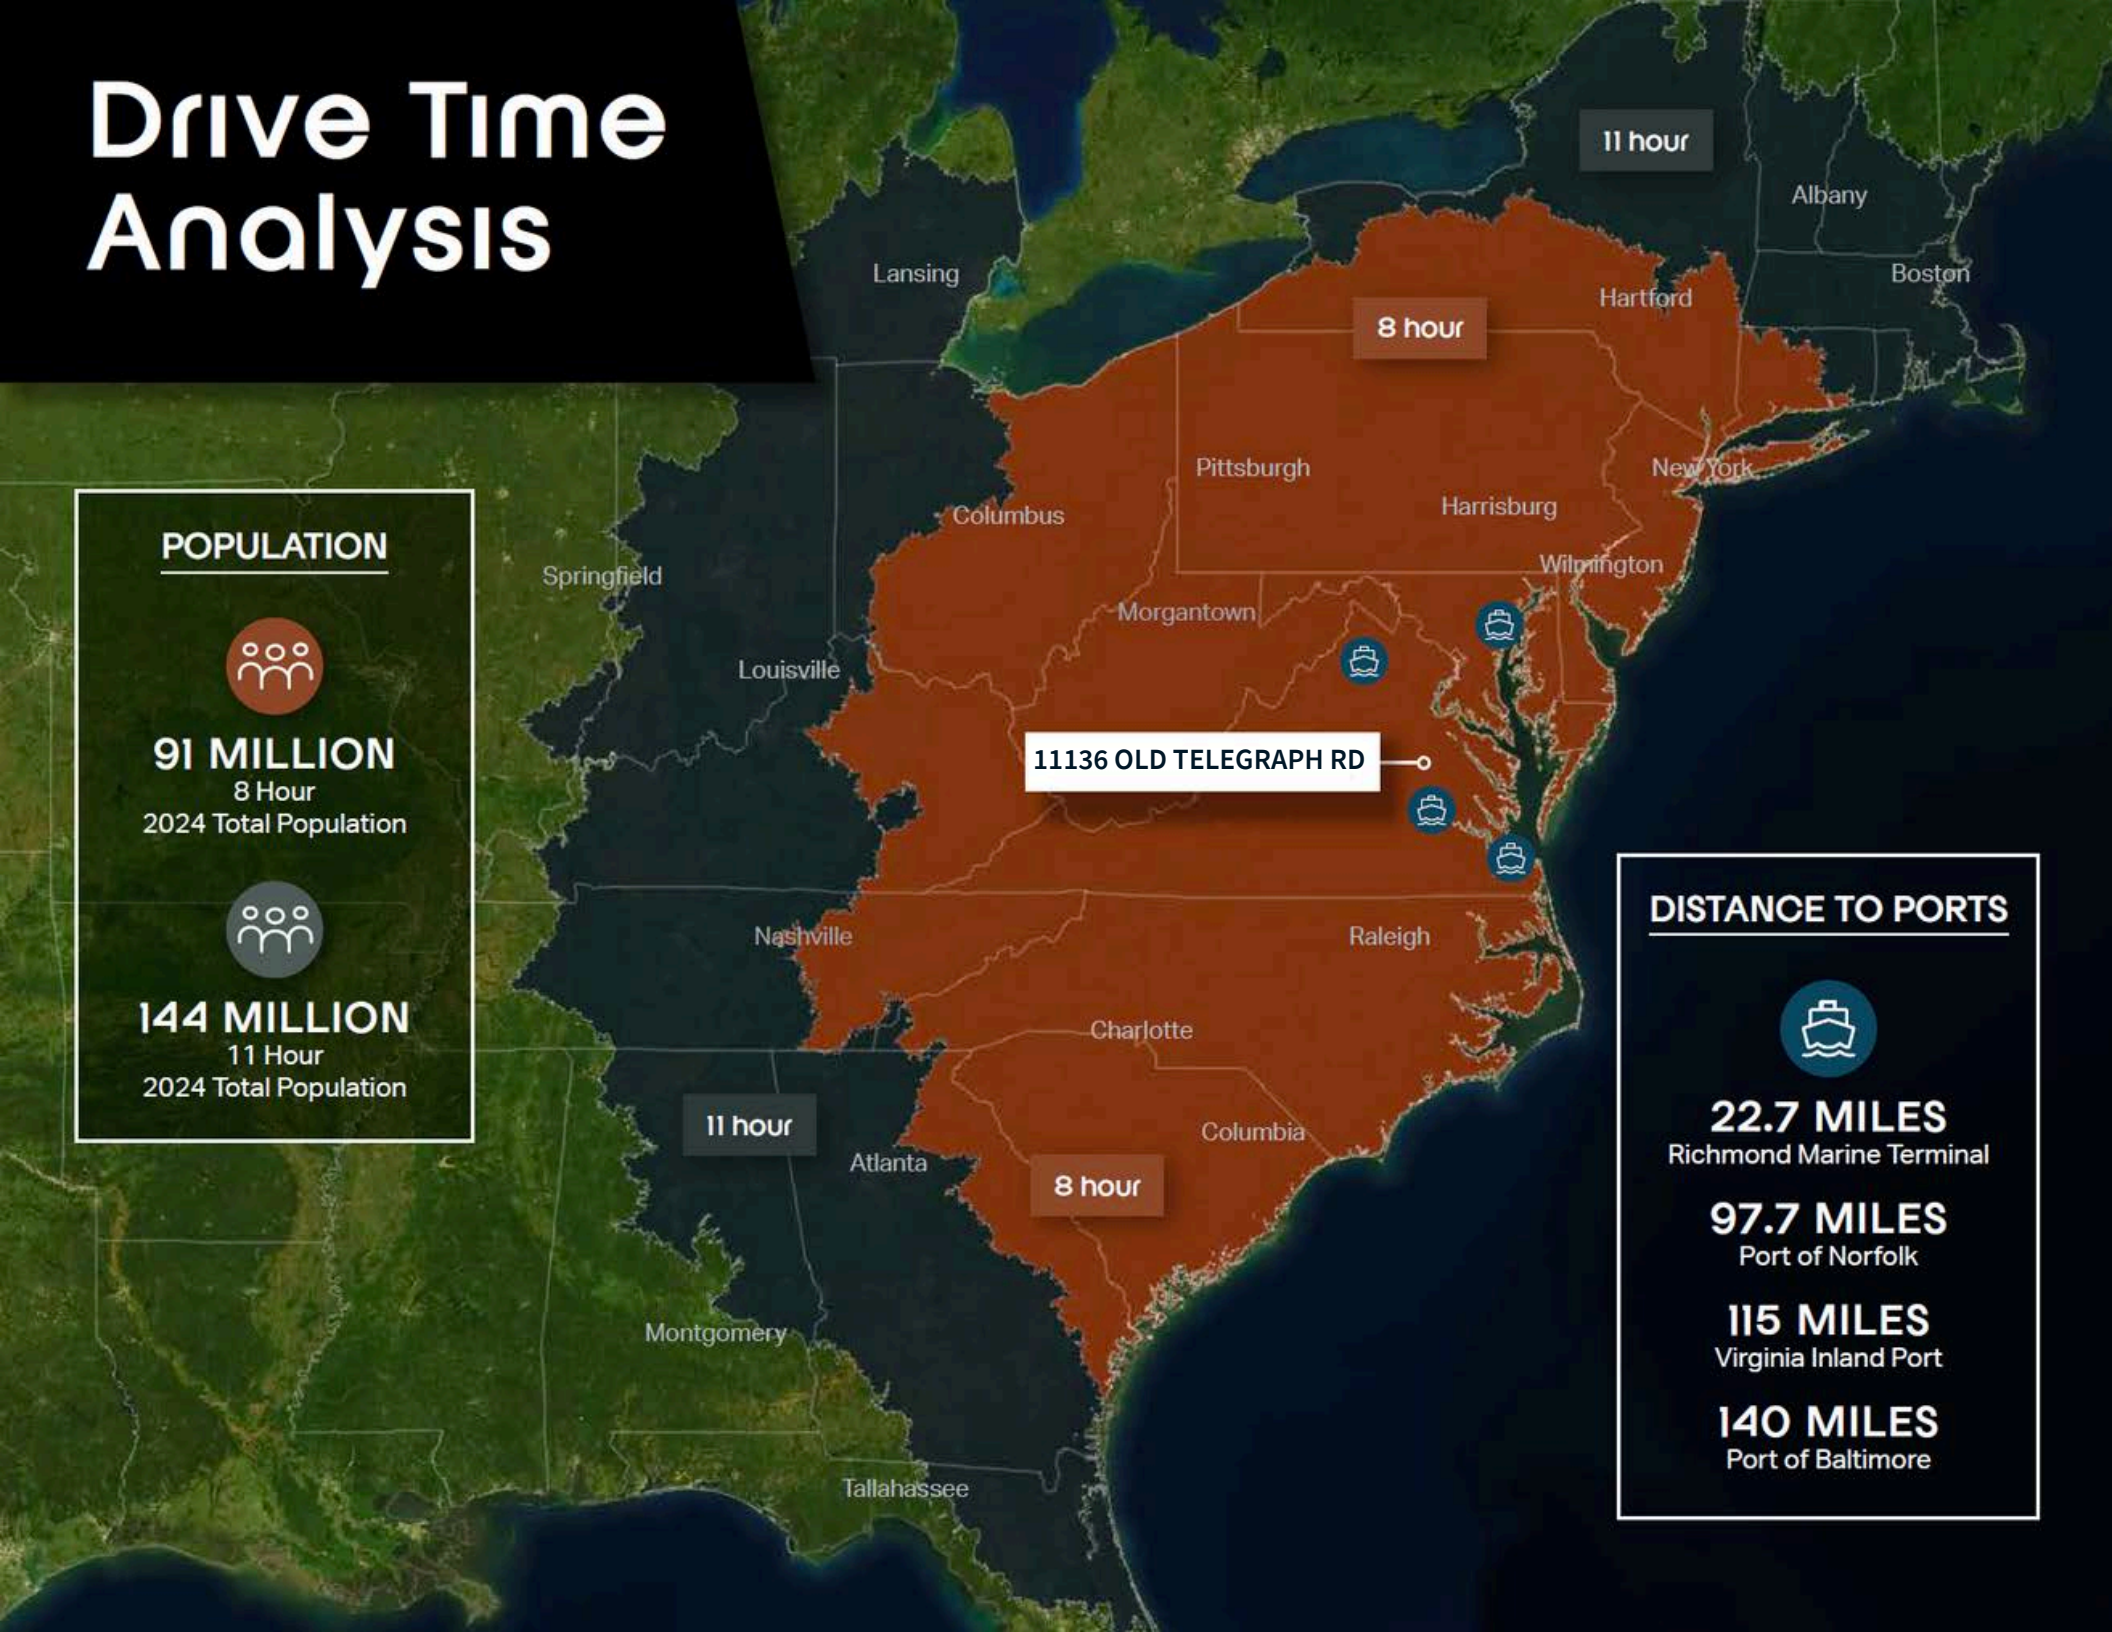 Drive Time
Analysis
11 hour
Albany
Lansing
Boston
Hartford
8 hour
Pittsburgh
New York
Harrisburg
Columbus
Wilmington
Springfield
Morgantown
Louisville
11136 OLD TELEGRAPH RD
Nashville
Raleigh
Charlotte
11 hour
Columbia
Atlanta
8 hour
Montgomery
Tallahassee
POPULATION
91 MILLION
8 Hour
2024 Total Population
144 MILLION
11 Hour
2024 Total Population
DISTANCE TO PORTS
22.7 MILES
Richmond Marine Terminal
97.7 MILES
Port of Norfolk
115 MILES
Virginia Inland Port
140 MILES
Port of Baltimore